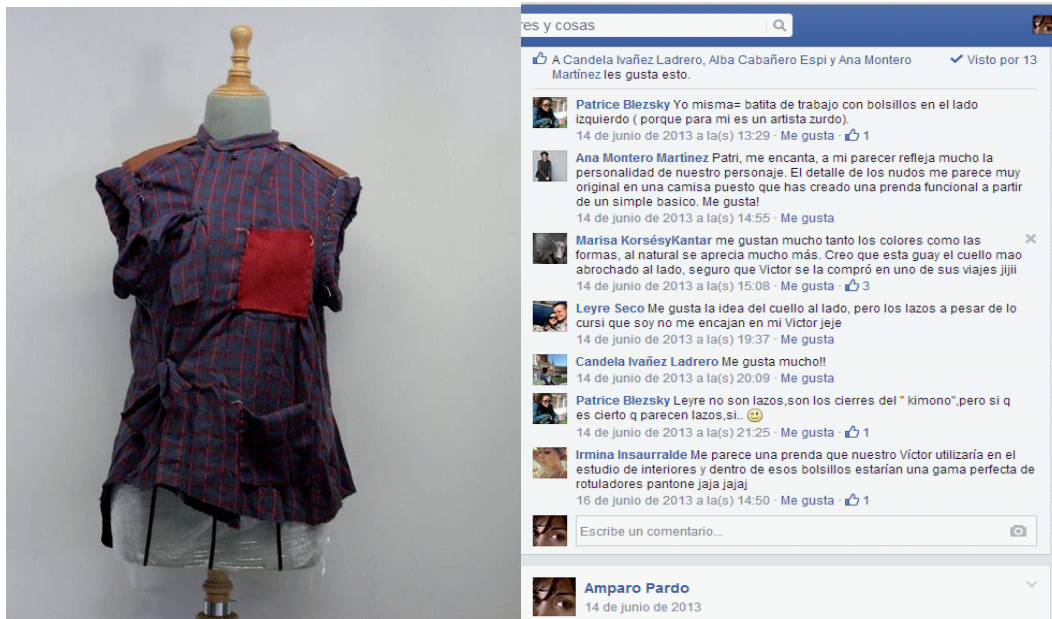 res y cosas
A Candela Ivañez Ladrero, Alba Cabañero Espi y Ana Montero
Martínez les gusta esto.
Visto por 13
Patrice Blezsky Yo misma= batita de trabajo con bolsillos en el lado
izquierdo ( porque para mi es un artista zurdo).
14 de junio de 2013 a la(s) 13:29 · Me gusta · 1
Ana Montero Martínez Patri, me encanta, a mi parecer refleja mucho la
personalidad de nuestro personaje. El detalle de los nudos me parece muy
original en una camisa puesto que has creado una prenda funcional a partir
de un simple basico. Me gusta!
14 de junio de 2013 a la(s) 14:55 · Me gusta
Marisa KorsésyKantar me gustan mucho tanto los colores como las
formas, al natural se aprecia mucho más. Creo que esta guay el cuello mao
abrochado al lado, seguro que Victor se la compró en uno de sus viajes jijii
14 de junio de 2013 a la(s) 15:08 · Me gusta · 3
Leyre Seco Me gusta la idea del cuello al lado, pero los lazos a pesar de lo
cursi que soy no me encajan en mi Victor jeje
14 de junio de 2013 a la(s) 19:37 · Me gusta
Candela Ivañez Ladrero Me gusta mucho!!
14 de junio de 2013 a la(s) 20:09 · Me gusta
Patrice Blezsky Leyre no son lazos,son los cierres del " kimono",pero si q
es cierto q parecen lazos,si..
14 de junio de 2013 a la(s) 21:25 · Me gusta · 1
Irmina Insaurralde Me parece una prenda que nuestro Víctor utilizaría en el
estudio de interiores y dentro de esos bolsillos estarían una gama perfecta de
rotuladores pantone jaja jajaj
16 de junio de 2013 a la(s) 14:50 · Me gusta · 1
Escribe un comentario...
Amparo Pardo
14 de junio de 2013